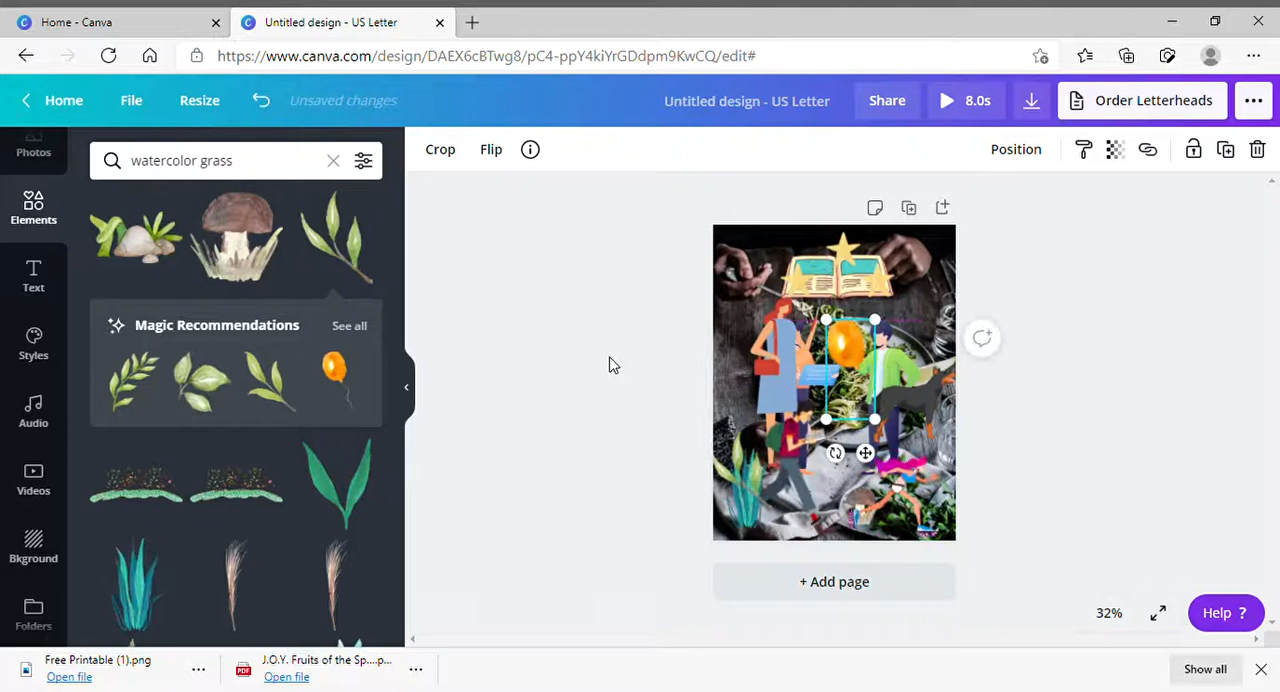 Home - Canva
Untitled design - US Letter
https://www.canva.com/design/DAEX6cBTwg8/pC4-ppY4kiYrGDdpm9KwCQ/edit#
Home
File
Resize
Unsaved changes
Untitled design - US Letter
Share
8.0s
Order Letterheads
Photos
watercolor grass
Crop
Flip
Position
Elements
Text
Styles
Audio
Videos
Bkground
Folders
Magic Recommendations
See all
+ Add page
32%
Help ?
Free Printable (1).png
Open file
J.O.Y. Fruits of the Sp....p...
Open file
Show all